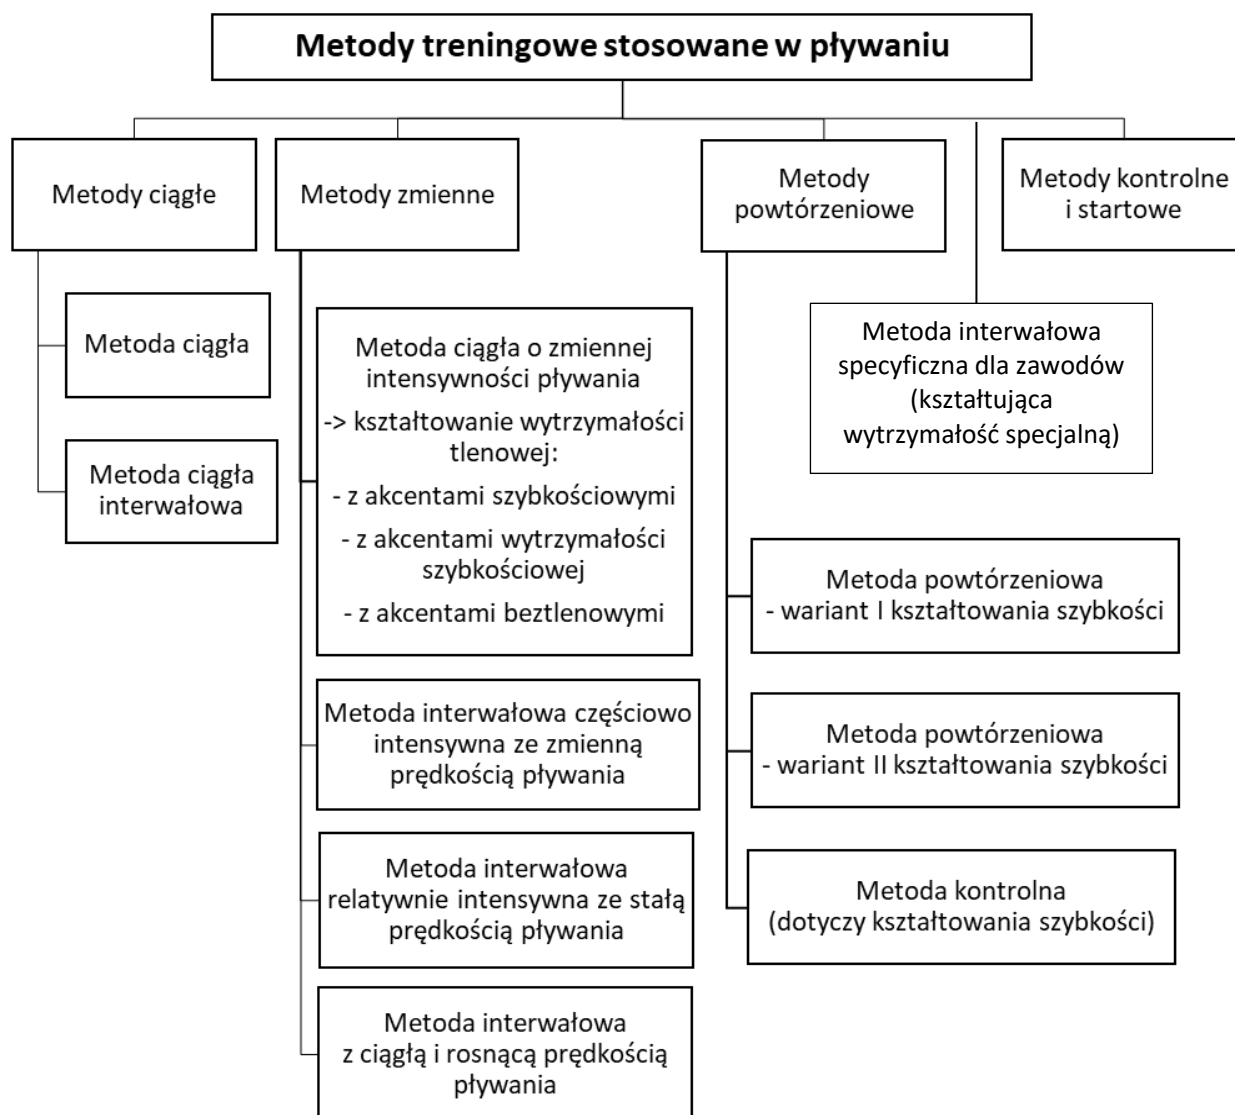 Metody treningowe stosowane w pływaniu
Metody ciągłe
Metody zmienne
Metody
powtórzeniowe
Metody kontrolne
i startowe
Metoda ciągła
Metoda ciągła
interwałowa
Metoda ciągła o zmiennej
intensywności pływania
-> kształtowanie wytrzymałości
tlenowej:
- z akcentami szybkościowymi
- z akcentami wytrzymałości
szybkościowej
- z akcentami beztlenowymi
Metoda interwałowa częściowo
intensywna ze zmienną
prędkością pływania
Metoda interwałowa
relatywnie intensywna ze stałą
prędkością pływania
Metoda interwałowa
z ciągłą i rosnącą prędkością
pływania
Metoda interwałowa
specyficzna dla zawodów
(kształtująca
wytrzymałość specjalną)
Metoda powtórzeniowa
- wariant I kształtowania szybkości
Metoda powtórzeniowa
- wariant II kształtowania szybkości
Metoda kontrolna
(dotyczy kształtowania szybkości)